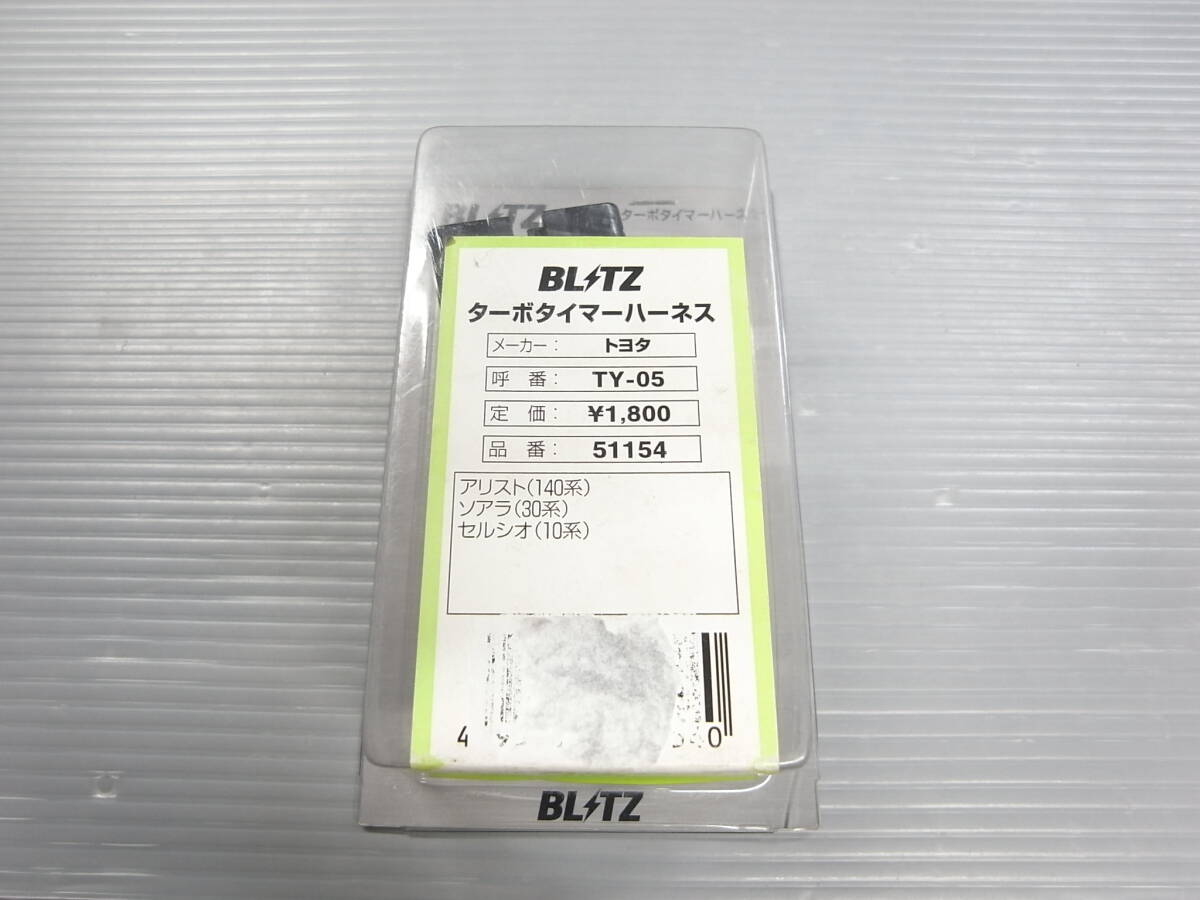 BLITZ ターボタイマーハーネス
BLITZ
ターボタイマーハーネス
メーカー： トヨタ
呼 番： TY-05
定 価： ¥1,800
品 番： 51154
アリスト(140系)
ソアラ(30系)
セルシオ(10系)
4 0
BLITZ